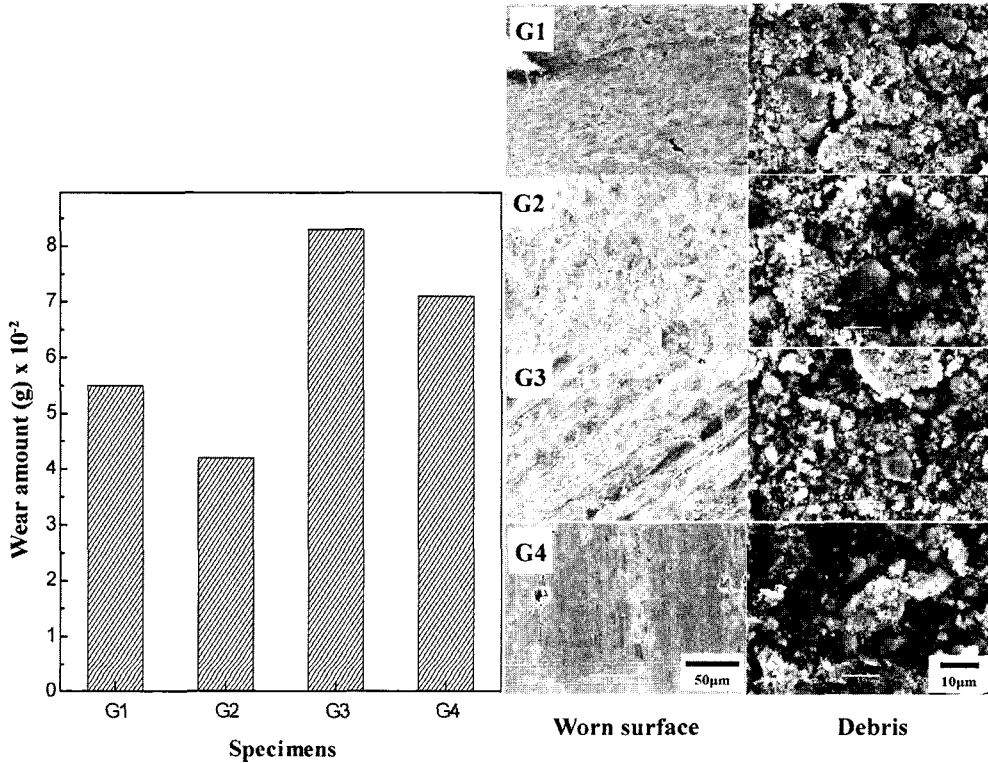 Wear amount (g) x 10⁻²
8
7
6
5
4
3
2
1
0
G1
G2
G3
G4
Specimens
G1
G2
G3
G4
50μm
10μm
Worn surface
Debris